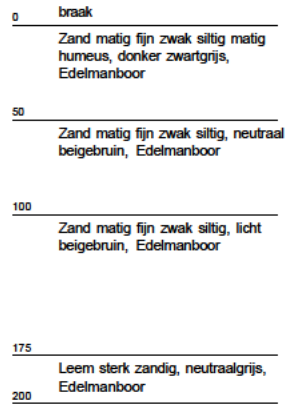 0 braak
Zand matig fijn zwak siltig matig
humeus, donker zwartgrijs,
Edelmanboor
50
Zand matig fijn zwak siltig, neutraal
beigebruin, Edelmanboor
100
Zand matig fijn zwak siltig, licht
beigebruin, Edelmanboor
175
Leem sterk zandig, neutraalgrijs,
Edelmanboor
200